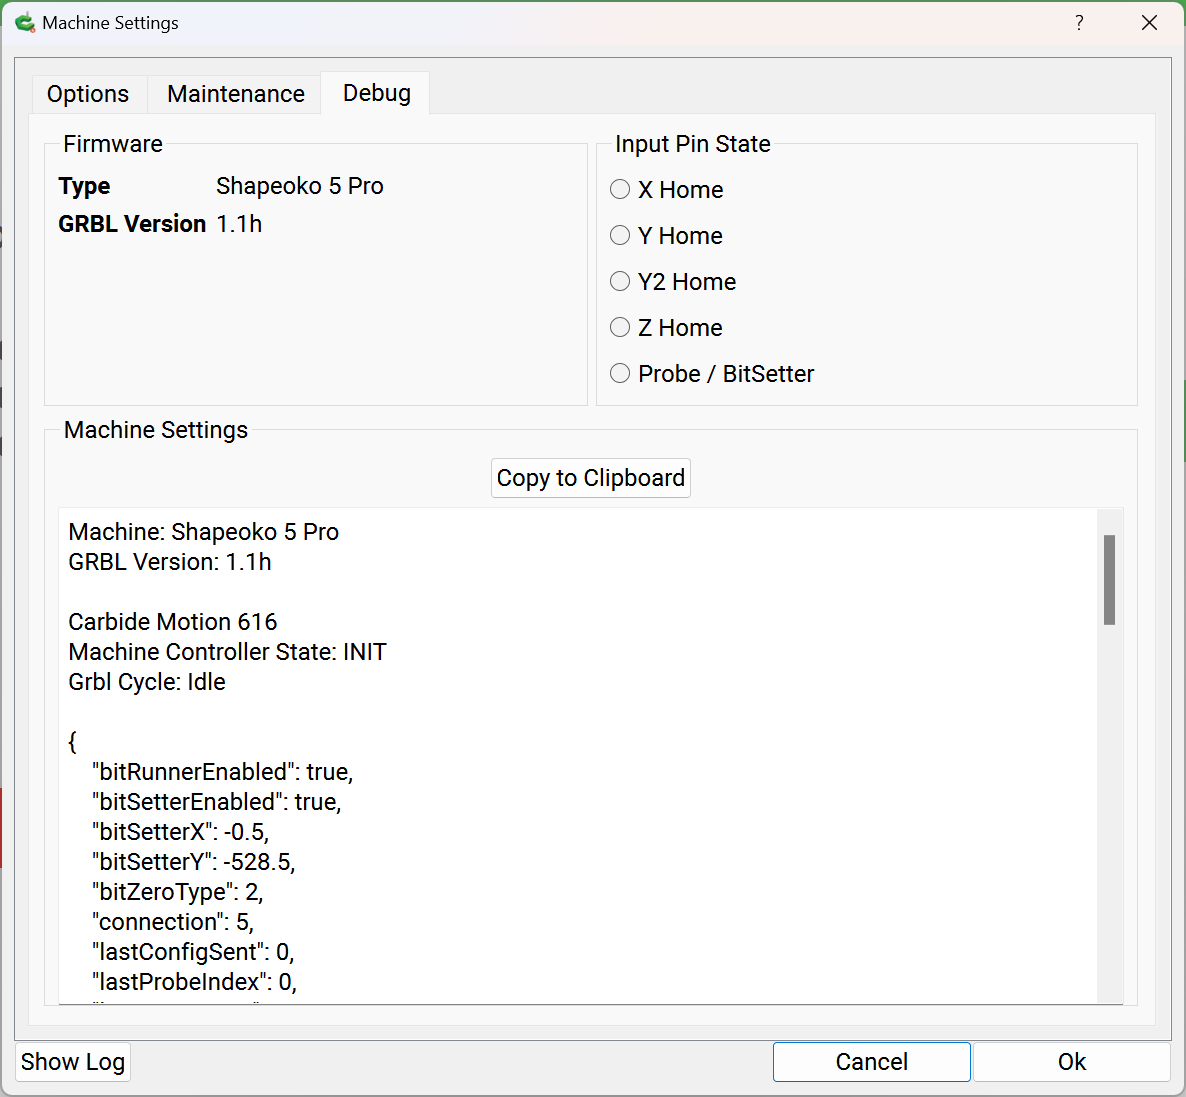 Machine Settings
?
Options
Maintenance
Debug
Firmware
Type Shapeoko 5 Pro
GRBL Version 1.1h
Input Pin State
X Home
Y Home
Y2 Home
Z Home
Probe / BitSetter
Machine Settings
Copy to Clipboard
Machine: Shapeoko 5 Pro
GRBL Version: 1.1h
Carbide Motion 616
Machine Controller State: INIT
Grbl Cycle: Idle
{
"bitRunnerEnabled": true,
"bitSetterEnabled": true,
"bitSetterX": -0.5,
"bitSetterY": -528.5,
"bitZeroType": 2,
"connection": 5,
"lastConfigSent": 0,
"lastProbeIndex": 0,
Show Log
Cancel
Ok